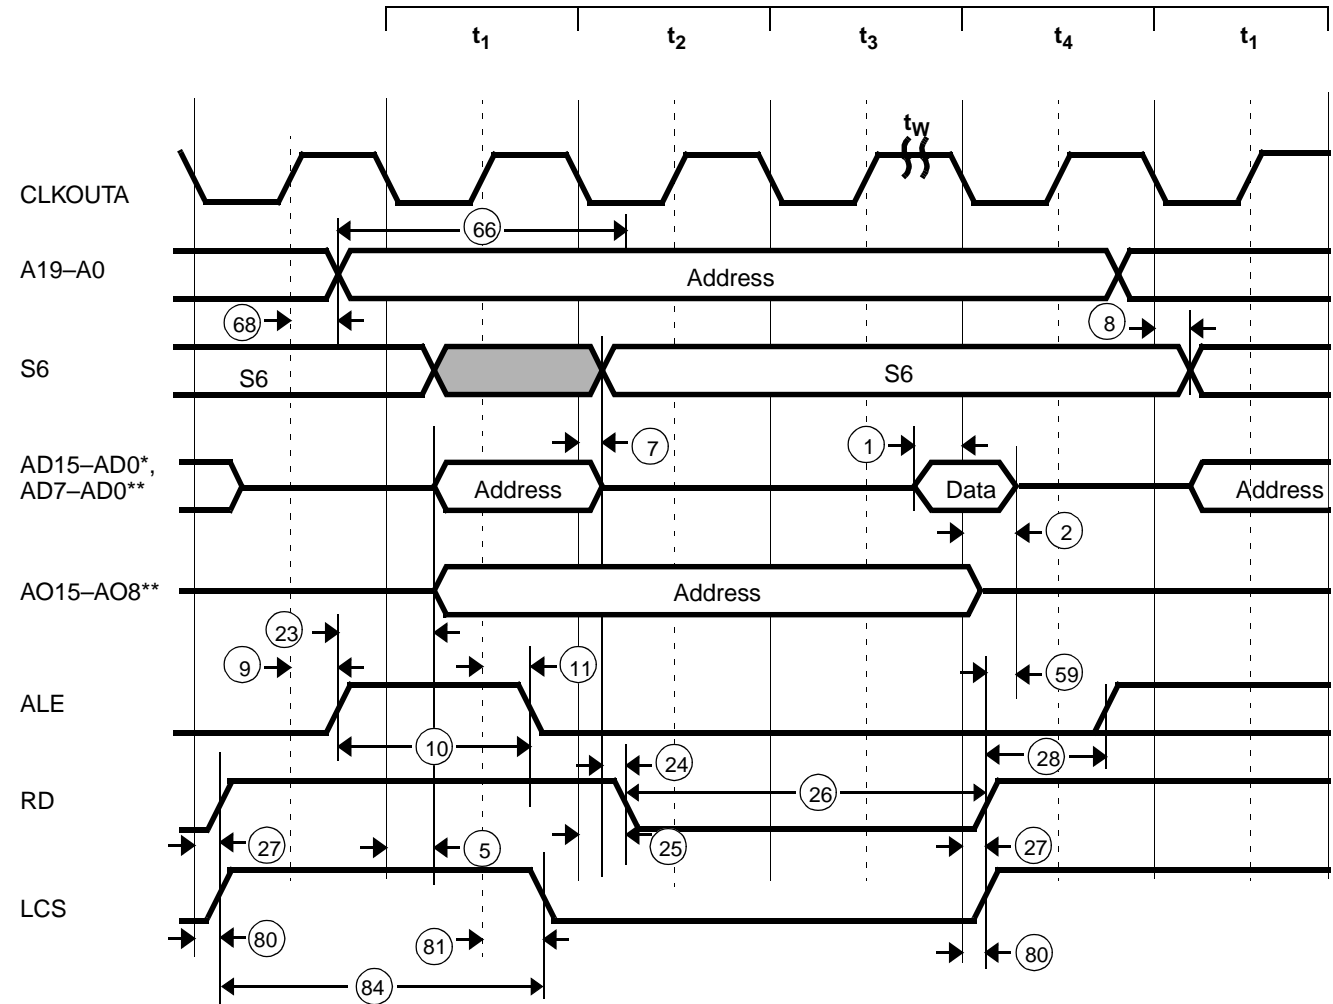 t1 t2 t3 t4 t1
tW
CLKOUTA
66
A19–A0 Address
68 8
S6 S6 S6
7 1
AD15–AD0*,
AD7–AD0** Address Data Address
2
AO15–AO8** Address
23
9 11 59
ALE
10 24 28
RD 26
27 5 25 27
LCS
80 81 80
84